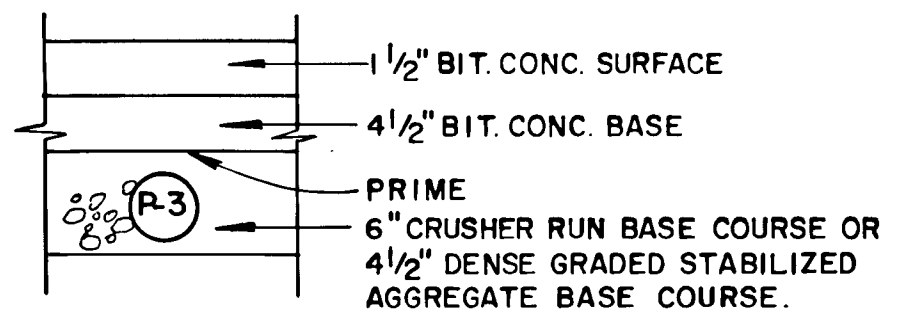 1 1/2" BIT. CONC. SURFACE
4 1/2" BIT. CONC. BASE
PRIME
P-3
6" CRUSHER RUN BASE COURSE OR
4 1/2" DENSE GRADED STABILIZED
AGGREGATE BASE COURSE.